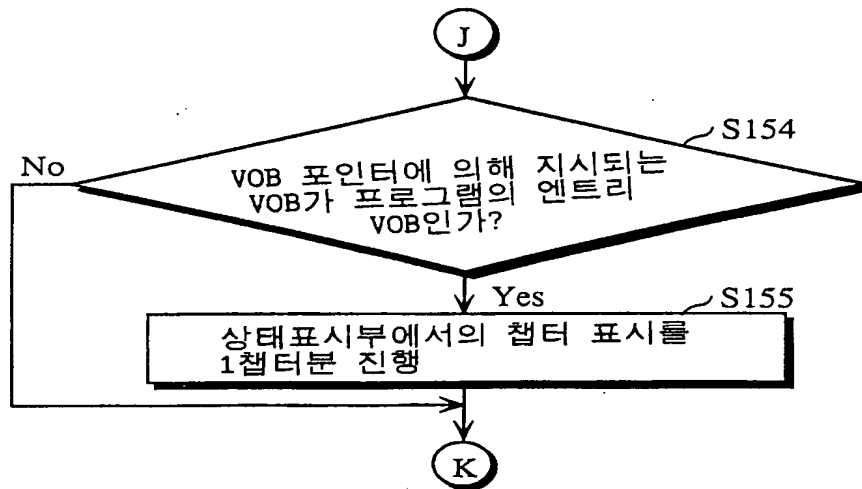 J
S154
No
VOB 포인터에 의해 지시되는
VOB가 프로그램의 엔트리
VOB인가?
Yes
S155
상태표시부에서의 챕터 표시를
1챕터분 진행
K